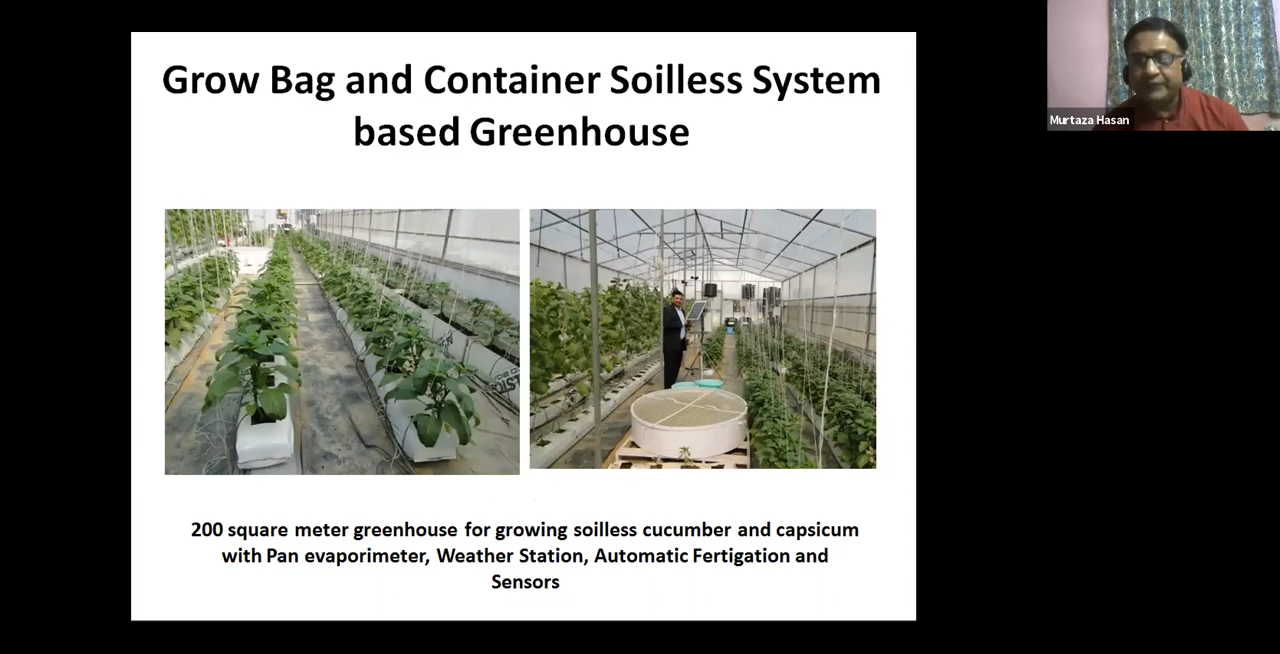 Grow Bag and Container Soilless System
based Greenhouse
Murtaza Hasan
200 square meter greenhouse for growing soilless cucumber and capsicum
with Pan evaporimeter, Weather Station, Automatic Fertigation and
Sensors